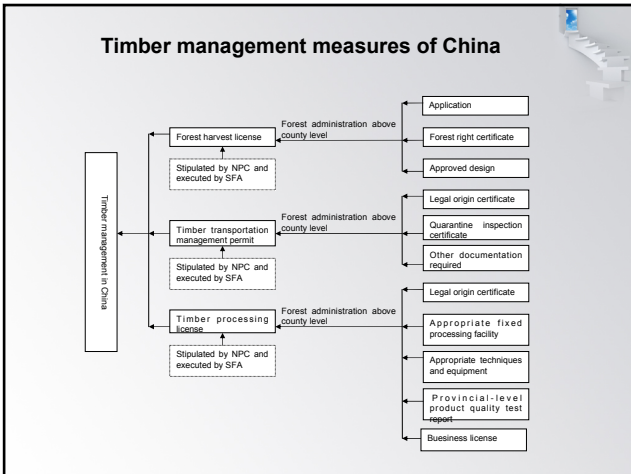 Timber management measures of China
Timber management in China
Forest harvest license
Stipulated by NPC and
executed by SFA
Forest administration above
county level
Application
Forest right certificate
Approved design
Timber transportation
management permit
Stipulated by NPC and
executed by SFA
Forest administration above
county level
Legal origin certificate
Quarantine inspection
certificate
Other documentation
required
Timber processing
license
Stipulated by NPC and
executed by SFA
Forest administration above
county level
Legal origin certificate
Appropriate fixed
processing facility
Appropriate techniques
and equipment
Provincial-level
product quality test
report
Buesiness license